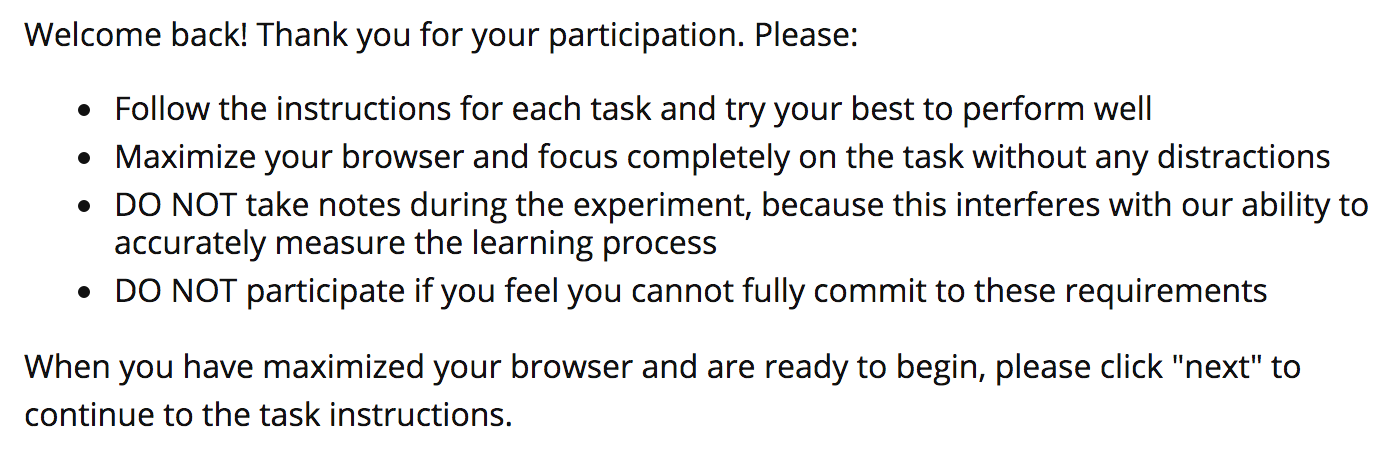 Welcome back! Thank you for your participation. Please:
• Follow the instructions for each task and try your best to perform well
• Maximize your browser and focus completely on the task without any distractions
• DO NOT take notes during the experiment, because this interferes with our ability to
accurately measure the learning process
• DO NOT participate if you feel you cannot fully commit to these requirements
When you have maximized your browser and are ready to begin, please click "next" to
continue to the task instructions.